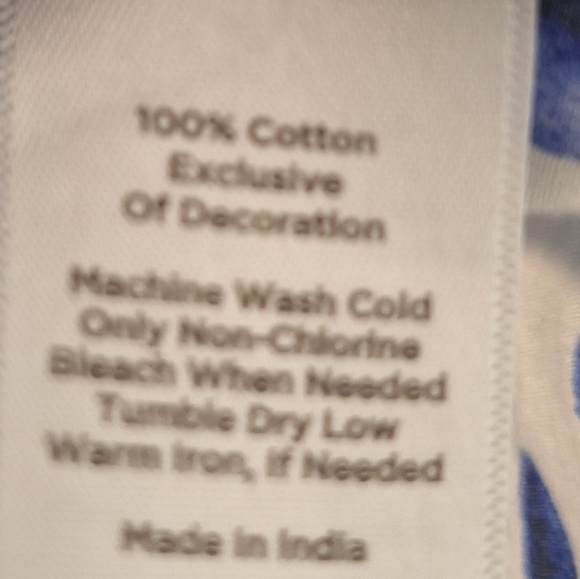 100% Cotton
Exclusive
Of Decoration
Machine Wash Cold
Only Non-Chlorine
Bleach When Needed
Tumble Dry Low
Warm Iron, If Needed
Made in India